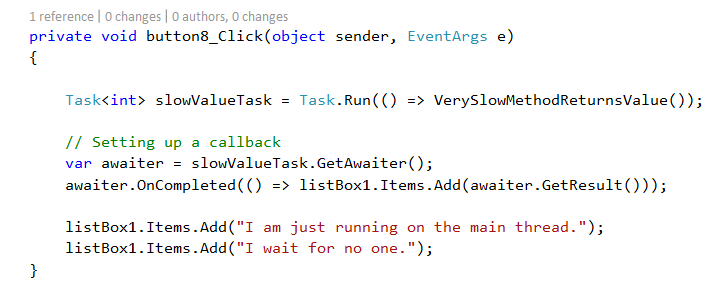 1 reference | 0 changes | 0 authors, 0 changes
private void button8_Click(object sender, EventArgs e)
{
Task<int> slowValueTask = Task.Run(() => VerySlowMethodReturnsValue());
// Setting up a callback
var awaiter = slowValueTask.GetAwaiter();
awaiter.OnCompleted(() => listBox1.Items.Add(awaiter.GetResult()));
listBox1.Items.Add("I am just running on the main thread.");
listBox1.Items.Add("I wait for no one.");
}